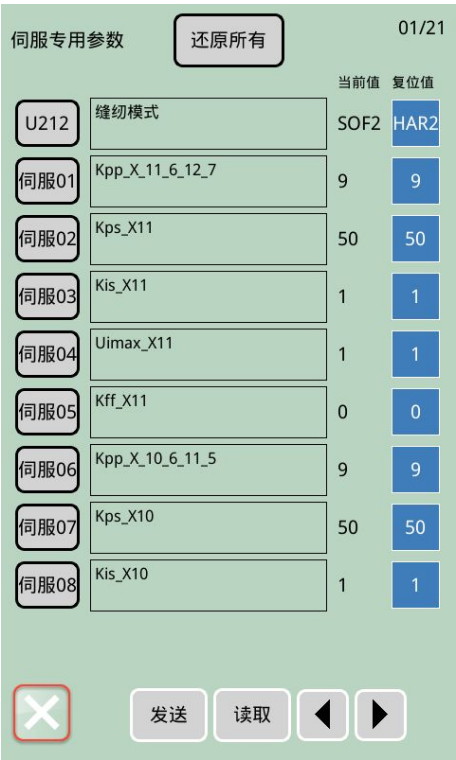 伺服专用参数 还原所有 01/21
当前值 复位值
U212 缝纫模式 SOF2 HAR2
伺服01 Kpp_X_11_6_12_7 9 9
伺服02 Kps_X11 50 50
伺服03 Kis_X11 1 1
伺服04 Uimax_X11 1 1
伺服05 Kff_X11 0 0
伺服06 Kpp_X_10_6_11_5 9 9
伺服07 Kps_X10 50 50
伺服08 Kis_X10 1 1
发送 读取